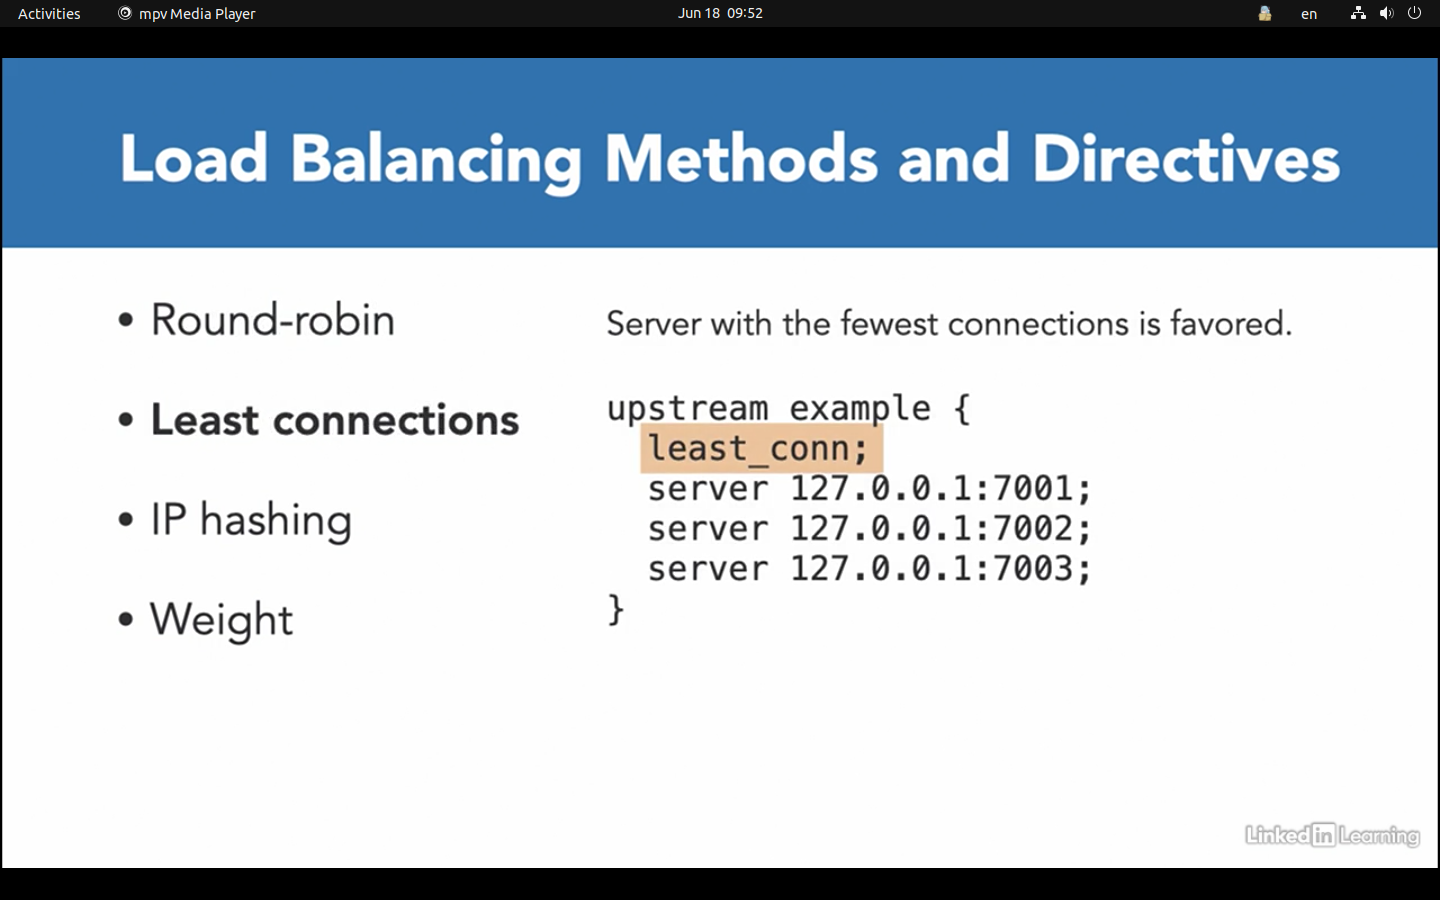 Activities mpv Media Player Jun 18 09:52 en
Load Balancing Methods and Directives
• Round-robin
• Least connections
• IP hashing
• Weight
Server with the fewest connections is favored.
upstream example {
least_conn;
server 127.0.0.1:7001;
server 127.0.0.1:7002;
server 127.0.0.1:7003;
}
Linked in Learning